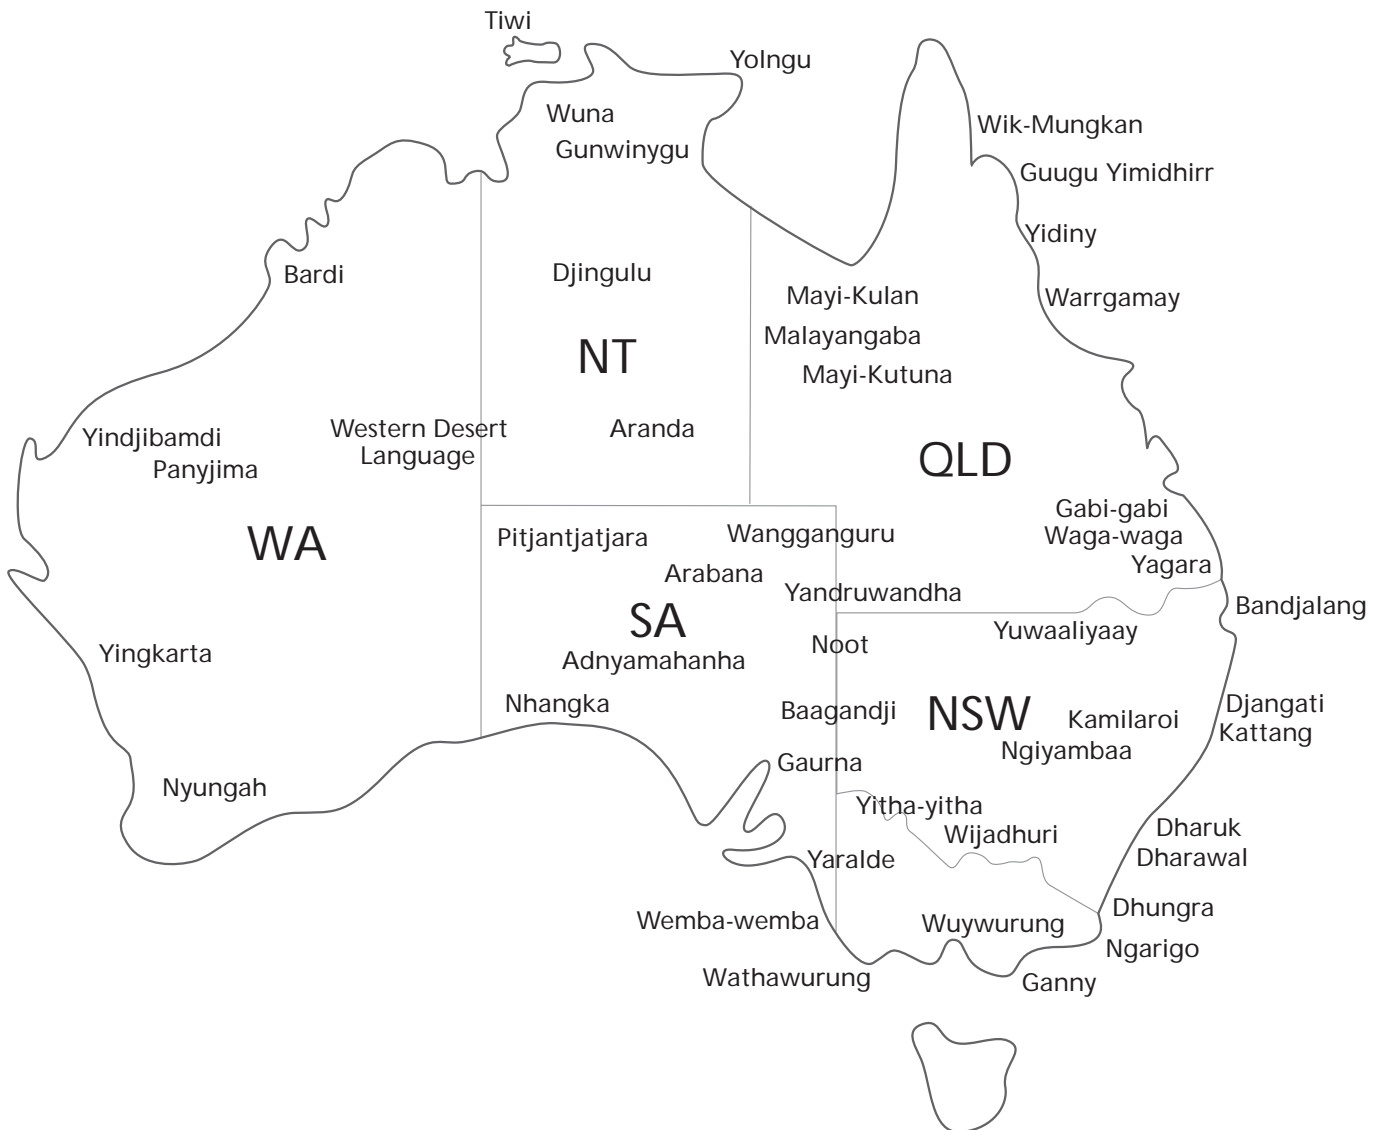 Tiwi
Yolngu
Wuna
Wik-Mungkan
Gunwinygu
Guugu Yimidhirr
Yidiny
Bardi
Djingulu
Mayi-Kulan
Warrgamay
Malayangaba
NT
Mayi-Kutuna
Yindjibamdi
Western Desert
Language
Aranda
Panyjima
QLD
Gabi-gabi
Waga-waga
Yagara
WA
Pitjantjatjara
Wangganguru
Arabana
Yandruwandha
Bandjalang
SA
Noot
Yuwaaliyaay
Yingkarta
Adnyamahanha
Nhangka
Baagandji
NSW
Kamilaroi
Djangati
Kattang
Ngiyambaa
Gaurna
Nyungah
Yitha-yitha
Wijadhuri
Dharuk
Dharawal
Yaralde
Dhungra
Wemba-wemba
Wuywurung
Ngarigo
Wathawurung
Ganny